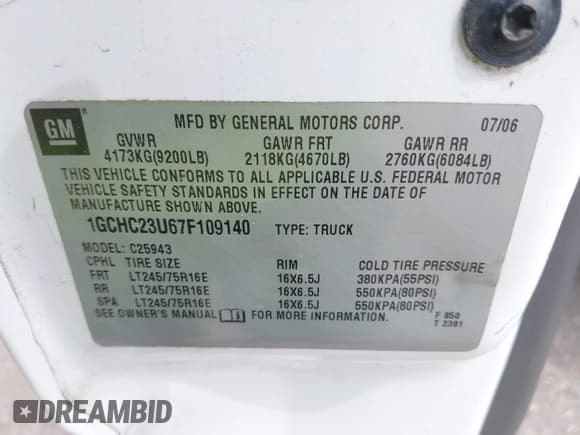 GM
®
MFD BY GENERAL MOTORS CORP. 07/06
GVWR GAWR FRT GAWR RR
4173KG(9200LB) 2118KG(4670LB) 2760KG(6084LB)
THIS VEHICLE CONFORMS TO ALL APPLICABLE U.S. FEDERAL MOTOR
VEHICLE SAFETY STANDARDS IN EFFECT ON THE DATE OF
MANUFACTURE SHOWN ABOVE.
1GCHC23U67F109140 TYPE: TRUCK
MODEL: C25943
CPHL TIRE SIZE RIM COLD TIRE PRESSURE
FRT LT245/75R16E 16X6.5J 380KPA(55PSI)
RR LT245/75R16E 16X6.5J 550KPA(80PSI)
SPA LT245/75R16E 16X6.5J 550KPA(80PSI)
SEE OWNER'S MANUAL FOR MORE INFORMATION. F 850
T 2381
DREAMBID